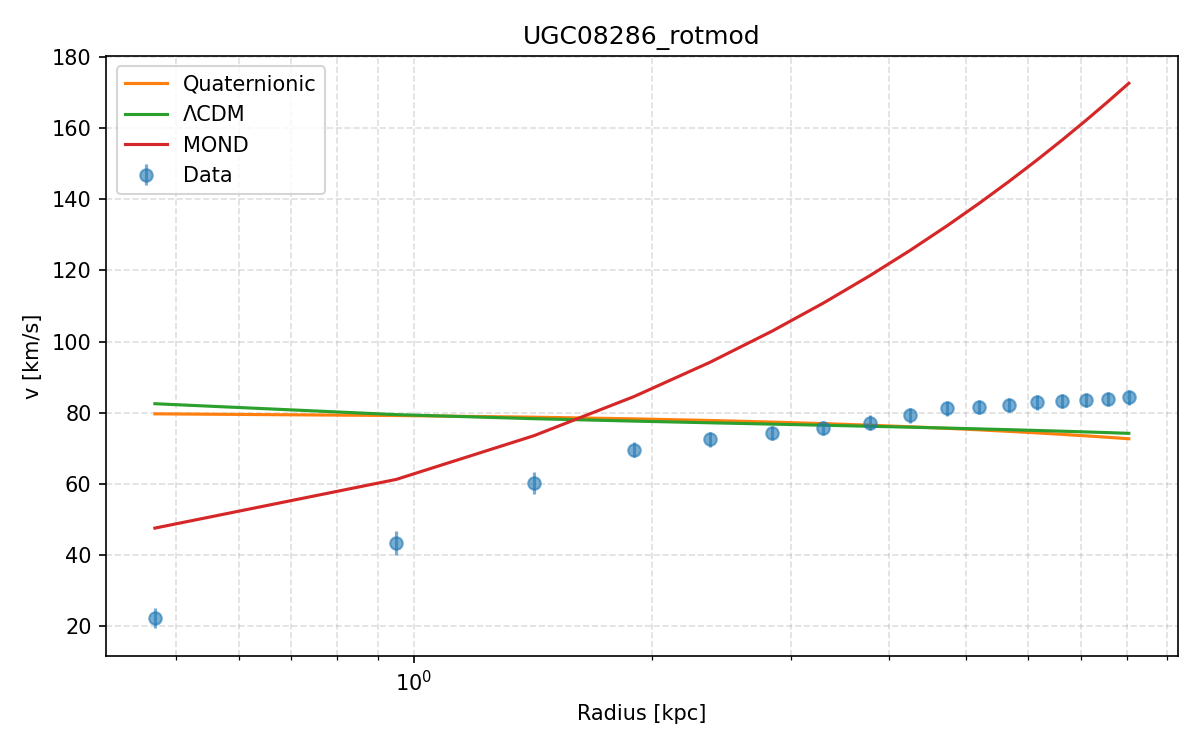 UGC08286_rotmod
Quaternionic
ΛCDM
MOND
Data
180
160
140
120
100
80
60
40
20
v [km/s]
10⁰
Radius [kpc]